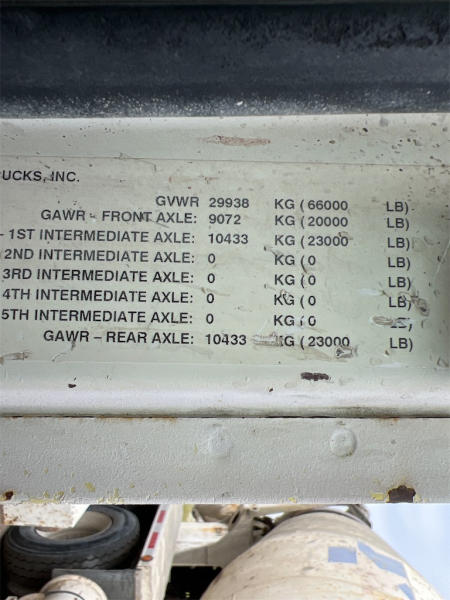 UCKS, INC.
GVWR 29938 KG (66000 LB)
GAWR - FRONT AXLE: 9072 KG (20000 LB)
- 1ST INTERMEDIATE AXLE: 10433 KG (23000 LB)
2ND INTERMEDIATE AXLE: 0 KG (0 LB)
3RD INTERMEDIATE AXLE: 0 KG (0 LB)
4TH INTERMEDIATE AXLE: 0 KG (0 LB)
5TH INTERMEDIATE AXLE: 0 KG (0 LB)
GAWR - REAR AXLE: 10433 KG (23000 LB)